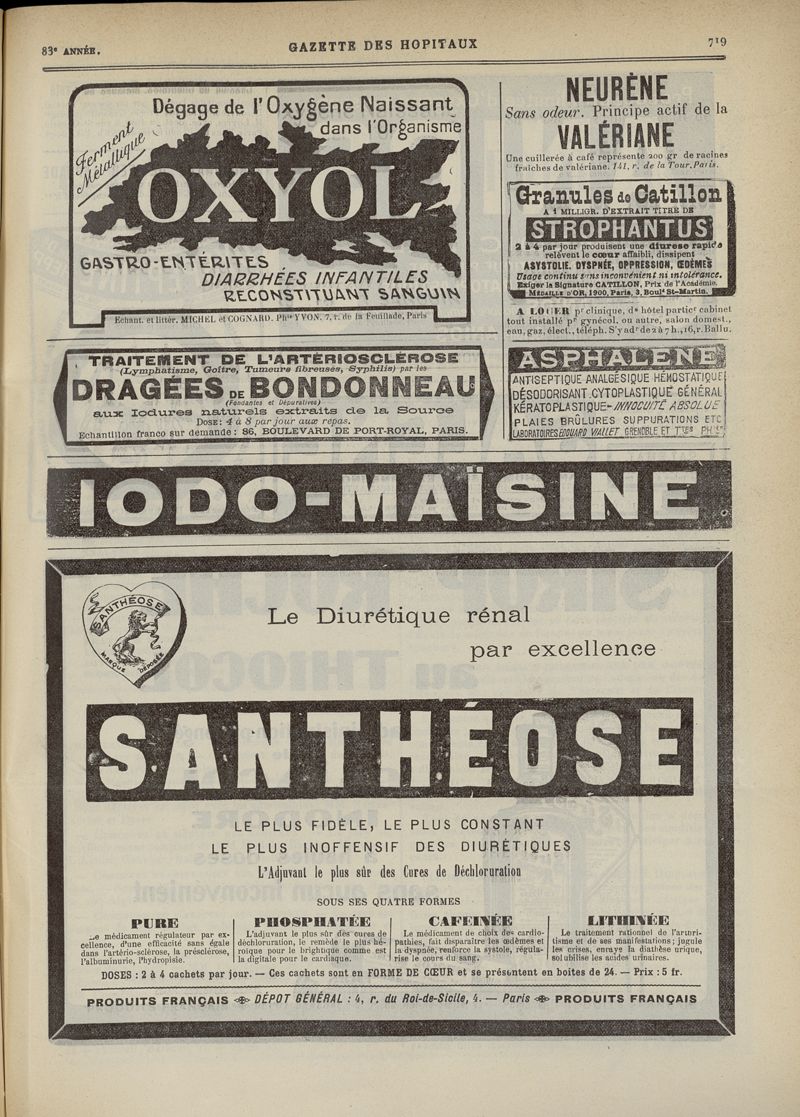 83e ANNÉE.
GAZETTE DES HOPITAUX
719
Dégage de l'Oxygène Naissant
dans l'Organisme
Ferment
Métallique
OXYOL
GASTRO-ENTÉRITES
DIARRHÉES INFANTILES
RECONSTITUANT SANGUIN
Echant. et littér. MICHEL et COGNARD. Phie YVON, 7, r. de la Feuillade, Paris
TRAITEMENT DE L'ARTÉRIOSCLÉROSE
(Lymphatisme, Goître, Tumeurs fibreuses, Syphilis) par les
DRAGÉES DE BONDONNEAU
(Fondantes et Dépuratives)
aux Iodures naturels extraits de la Source
DOSE: 4 à 8 par jour aux repas.
Echantillon franco sur demande : 86, BOULEVARD DE PORT-ROYAL, PARIS.
NEURÈNE
Sans odeur. Principe actif de la
VALÉRIANE
Une cuillerée à café représente 200 gr de racines
fraîches de valériane. 141, r. de la Tour, Paris.
Granules de Catillon
A 1 MILLIGR. D'EXTRAIT TITRÉ DE
STROPHANTUS
2 à 4 par jour produisent une diurese rapide
relèvent le cœur affaibli, dissipent
ASYSTOLIE, DYSPNÉE, OPPRESSION, ŒDÈMES
Usage continu sans inconvénient ni intolérance.
Exiger la Signature CATILLON, Prix de l'Académie.
MÉDAILLE D'OR, 1900, Paris, 3, Boul^d St-Martin.
A LOUER pr clinique, de hôtel particr cabinet
tout installé pr gynécol. ou autre, salon domest.,
eau, gaz, élect., téléph. S'y adr de 2 à 7 h., 16, r. Ballu.
ASPHALENE
ANTISEPTIQUE ANALGÉSIQUE HÉMOSTATIQUE
DÉSODORISANT CYTOPLASTIQUE GÉNÉRAL
KÉRATOPLASTIQUE - INNOCUITÉ ABSOLUE
PLAIES BRÛLURES SUPPURATIONS ETC
LABORATOIRES EDOUARD VIALLET GRENOBLE ET Ttes PHies
IODO-MAÏSINE
SANTHÉOSE
MARQUE DÉPOSÉE
Le Diurétique rénal
par excellence
SANTHÉOSE
LE PLUS FIDÈLE, LE PLUS CONSTANT
LE PLUS INOFFENSIF DES DIURÉTIQUES
L'Adjuvant le plus sûr des Cures de Déchloruration
SOUS SES QUATRE FORMES
PURE
Le médicament régulateur par ex-
cellence, d'une efficacité sans égale
dans l'artério-sclérose, la présclérose,
l'albuminurie, l'hydropisie.
PHOSPHATÉE
L'adjuvant le plus sûr des cures de
déchloruration, le remède le plus hé-
roïque pour le brightique comme est
la digitale pour le cardiaque.
CAFÉINÉE
Le médicament de choix des cardio-
pathies, fait disparaître les œdèmes et
la dyspnée, renforce la systole, régula-
rise le cours du sang.
LITHINÉE
Le traitement rationnel de l'arthri-
tisme et de ses manifestations; jugule
les crises, enraye la diathèse urique,
solubilise les acides urinaires.
DOSES : 2 à 4 cachets par jour. — Ces cachets sont en FORME DE CŒUR et se présentent en boites de 24. — Prix : 5 fr.
PRODUITS FRANÇAIS DÉPOT GÉNÉRAL : 4, r. du Roi-de-Sicile, 4. — Paris PRODUITS FRANÇAIS